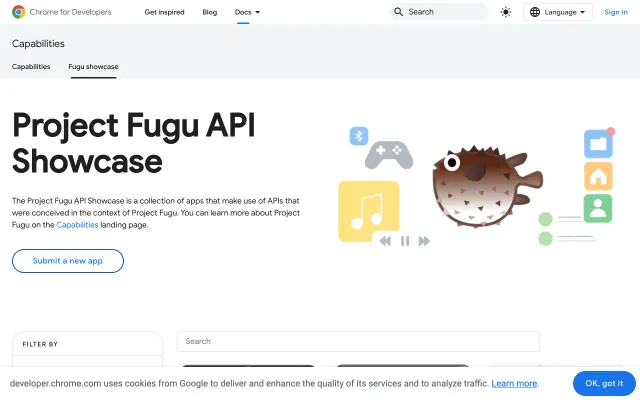 Chrome for Developers
Get inspired
Blog
Docs
Search
Language
Sign in
Capabilities
Capabilities
Fugu showcase
Project Fugu API
Showcase
The Project Fugu API Showcase is a collection of apps that make use of APIs that
were conceived in the context of Project Fugu. You can learn more about Project
Fugu on the Capabilities landing page.
Submit a new app
FILTER BY
Search
developer.chrome.com uses cookies from Google to deliver and enhance the quality of its services and to analyze traffic. Learn more.
OK, got it